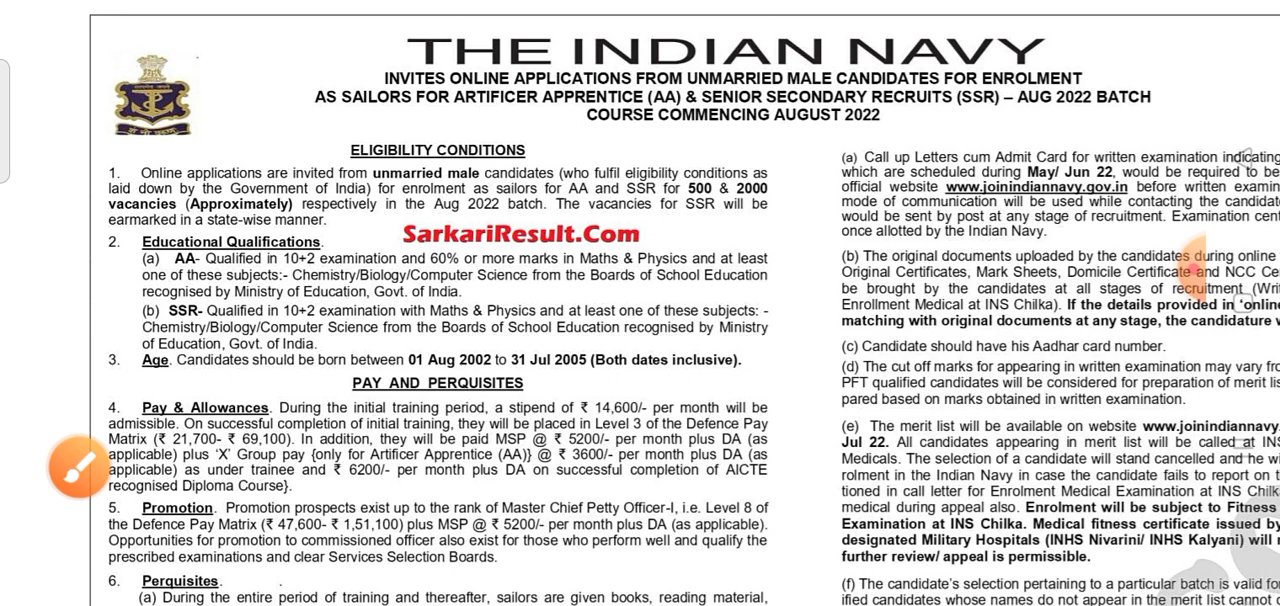 THE INDIAN NAVY
INVITES ONLINE APPLICATIONS FROM UNMARRIED MALE CANDIDATES FOR ENROLMENT
AS SAILORS FOR ARTIFICER APPRENTICE (AA) & SENIOR SECONDARY RECRUITS (SSR) – AUG 2022 BATCH
COURSE COMMENCING AUGUST 2022
ELIGIBILITY CONDITIONS
1. Online applications are invited from unmarried male candidates (who fulfil eligibility conditions as
laid down by the Government of India) for enrolment as sailors for AA and SSR for 500 & 2000
vacancies (Approximately) respectively in the Aug 2022 batch. The vacancies for SSR will be
earmarked in a state-wise manner.
SarkariResult.Com
2. Educational Qualifications.
(a) AA- Qualified in 10+2 examination and 60% or more marks in Maths & Physics and at least
one of these subjects:- Chemistry/Biology/Computer Science from the Boards of School Education
recognised by Ministry of Education, Govt. of India.
(b) SSR- Qualified in 10+2 examination with Maths & Physics and at least one of these subjects: -
Chemistry/Biology/Computer Science from the Boards of School Education recognised by Ministry
of Education, Govt. of India.
3. Age. Candidates should be born between 01 Aug 2002 to 31 Jul 2005 (Both dates inclusive).
PAY AND PERQUISITES
4. Pay & Allowances. During the initial training period, a stipend of ₹ 14,600/- per month will be
admissible. On successful completion of initial training, they will be placed in Level 3 of the Defence Pay
Matrix (₹ 21,700- ₹ 69,100). In addition, they will be paid MSP @ ₹ 5200/- per month plus DA (as
applicable) plus 'X' Group pay {only for Artificer Apprentice (AA)} @ ₹ 3600/- per month plus DA (as
applicable) as under trainee and ₹ 6200/- per month plus DA on successful completion of AICTE
recognised Diploma Course}.
5. Promotion. Promotion prospects exist up to the rank of Master Chief Petty Officer-I, i.e. Level 8 of
the Defence Pay Matrix (₹ 47,600- ₹ 1,51,100) plus MSP @ ₹ 5200/- per month plus DA (as applicable).
Opportunities for promotion to commissioned officer also exist for those who perform well and qualify the
prescribed examinations and clear Services Selection Boards.
6. Perquisites.
(a) During the entire period of training and thereafter, sailors are given books, reading material,
(a) Call up Letters cum Admit Card for written examination indicating
which are scheduled during May/ Jun 22, would be required to be
official website www.joinindiannavy.gov.in before written examin
mode of communication will be used while contacting the candidat
would be sent by post at any stage of recruitment. Examination cent
once allotted by the Indian Navy.
(b) The original documents uploaded by the candidates during online
Original Certificates, Mark Sheets, Domicile Certificate and NCC Ce
be brought by the candidates at all stages of recruitment (Writ
Enrollment Medical at INS Chilka). If the details provided in 'online
matching with original documents at any stage, the candidature w
(c) Candidate should have his Aadhar card number.
(d) The cut off marks for appearing in written examination may vary fro
PFT qualified candidates will be considered for preparation of merit lis
pared based on marks obtained in written examination.
(e) The merit list will be available on website www.joinindiannavy.
Jul 22. All candidates appearing in merit list will be called at INS
Medicals. The selection of a candidate will stand cancelled and he wi
rolment in the Indian Navy in case the candidate fails to report on t
tioned in call letter for Enrolment Medical Examination at INS Chilk
medical during appeal also. Enrolment will be subject to Fitness
Examination at INS Chilka. Medical fitness certificate issued by
designated Military Hospitals (INHS Nivarini/ INHS Kalyani) will
further review/ appeal is permissible.
(f) The candidate's selection pertaining to a particular batch is valid fo
ified candidates whose names do not appear in the merit list cannot